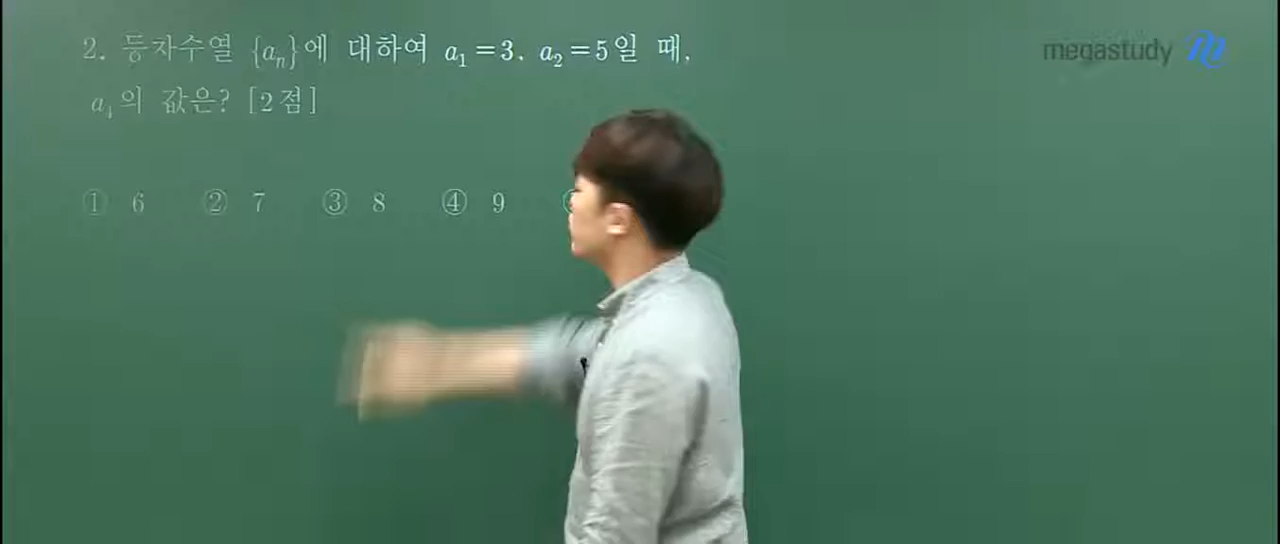 2. 등차수열 {aₙ}에 대하여 a₁=3, a₂=5일 때,
a₄의 값은? [2점]
① 6 ② 7 ③ 8 ④ 9
megastudy